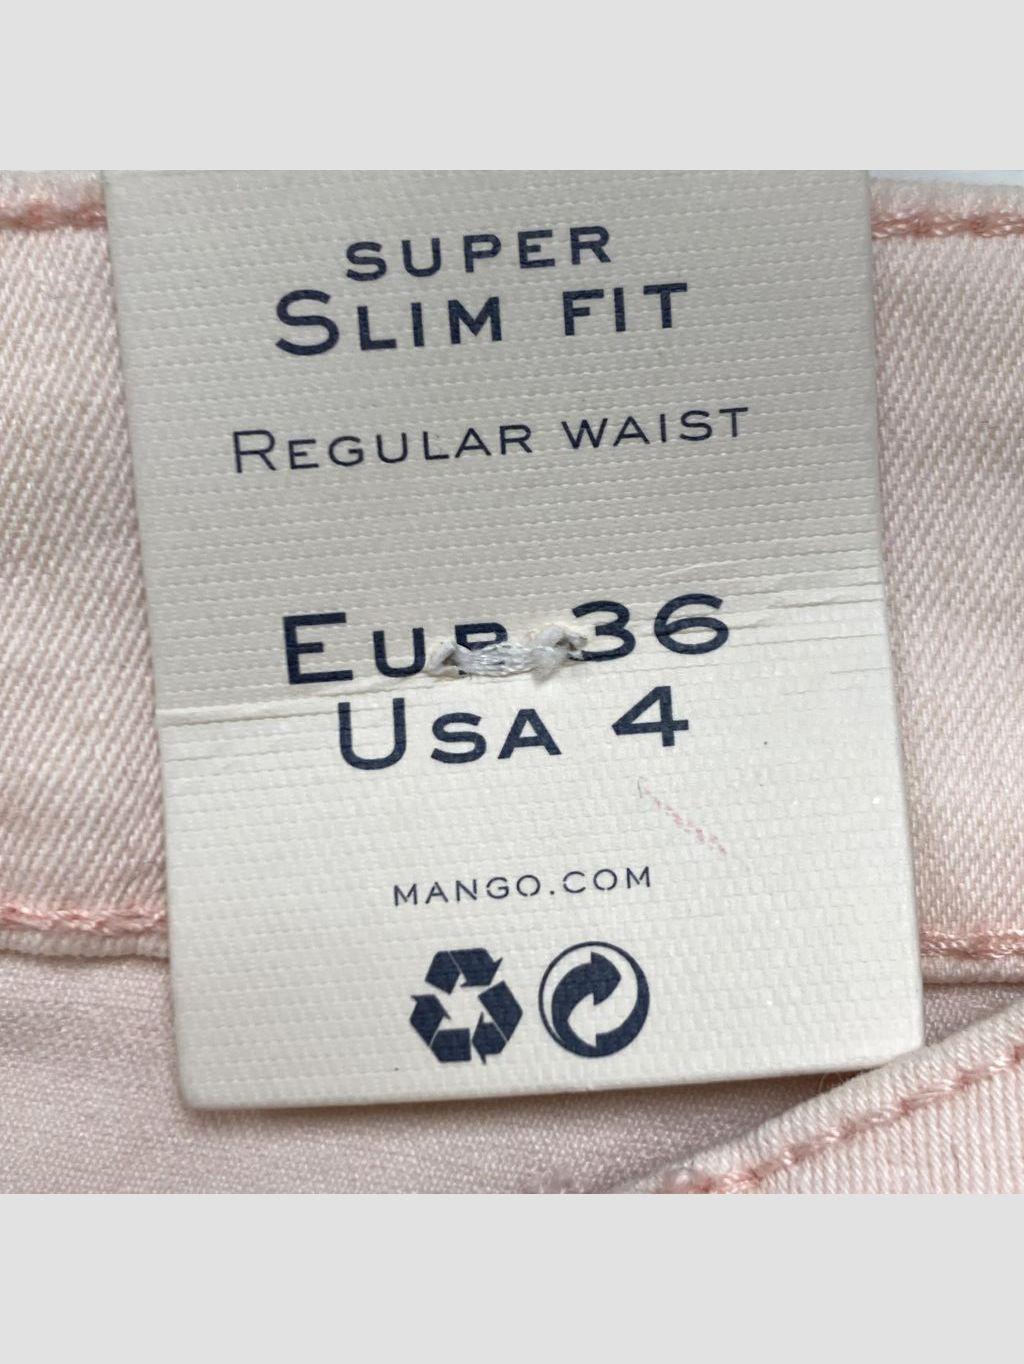 SUPER
SLIM FIT
REGULAR WAIST
EUR 36
USA 4
MANGO.COM